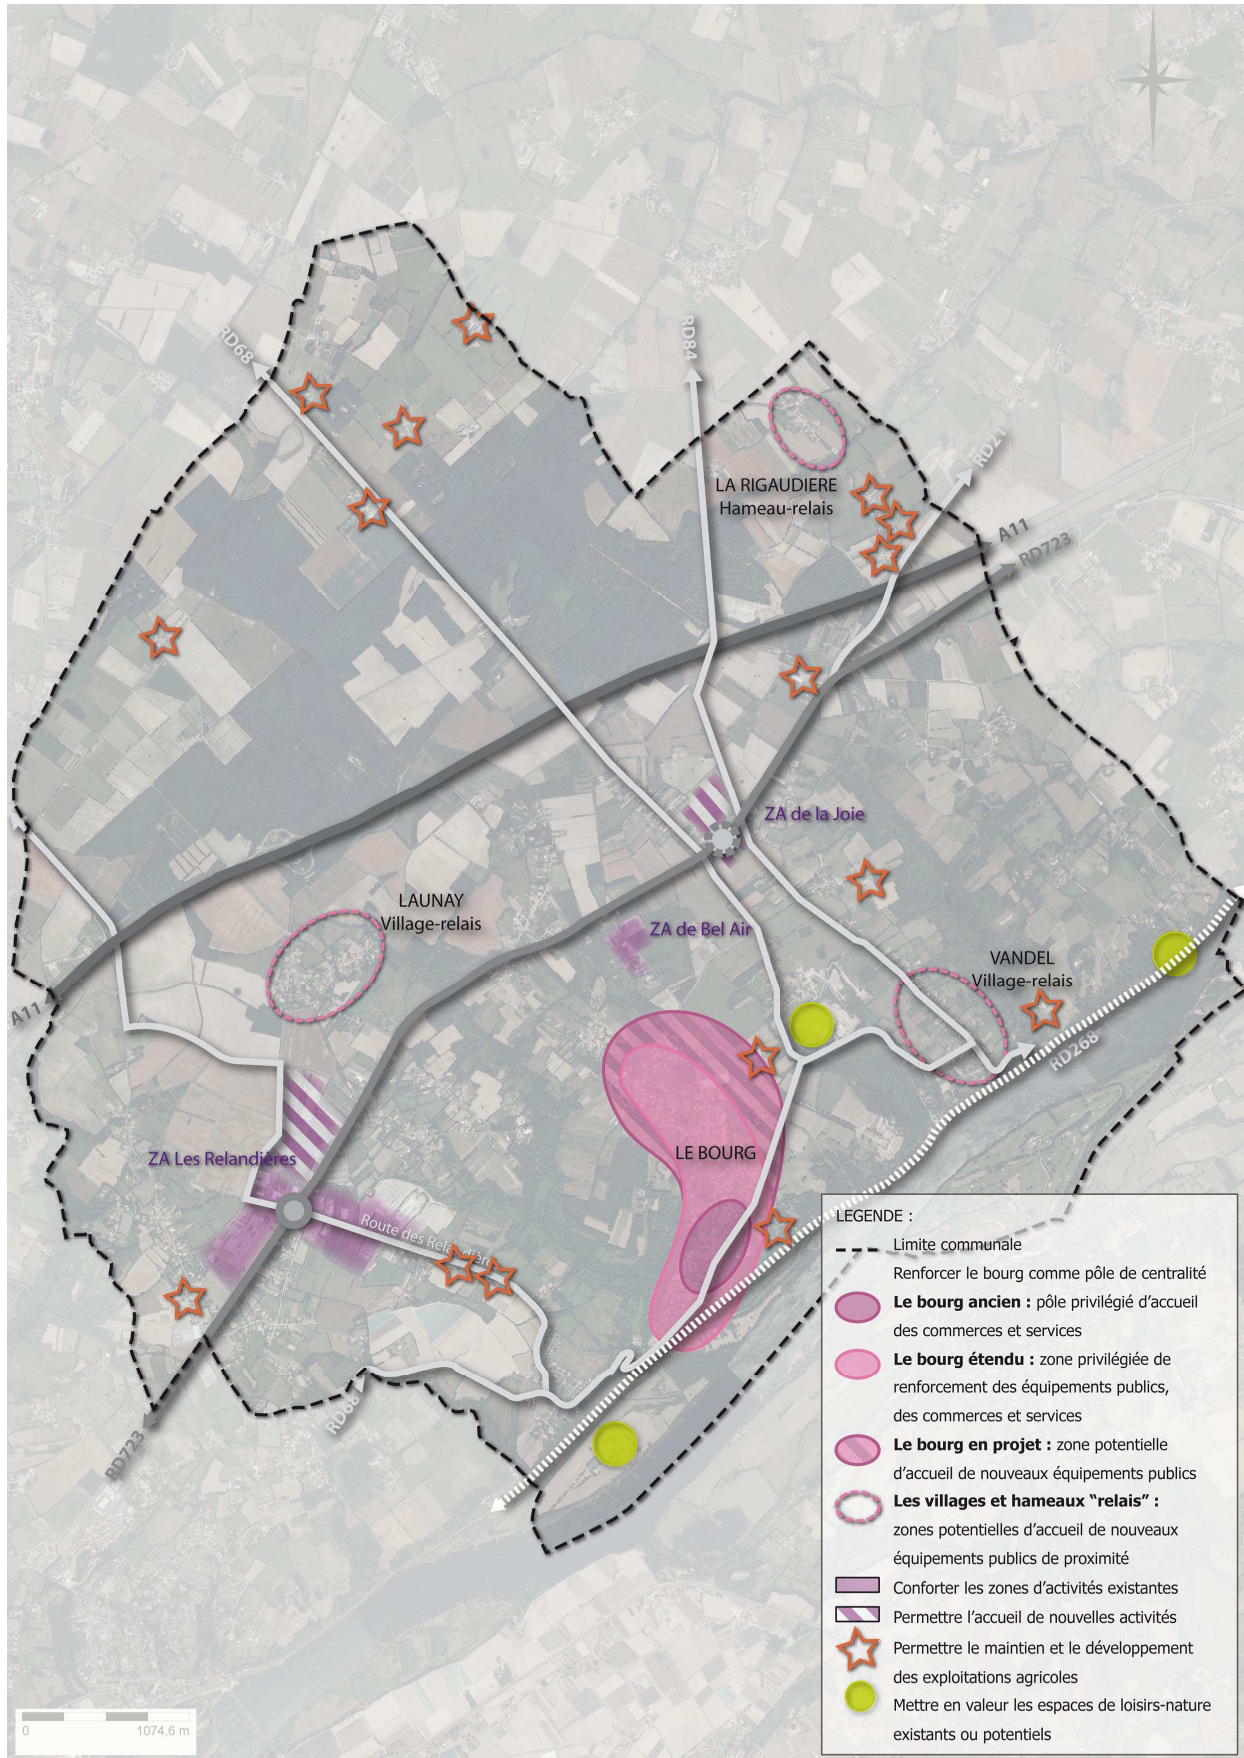 RD68
RD84
RD21
LA RIGAUDIERE
Hameau-relais
A11
RD723
ZA de la Joie
LAUNAY
Village-relais
ZA de Bel Air
VANDEL
Village-relais
A11
RD268
LE BOURG
ZA Les Relandières
Route des Relandières
RD68
RD723
LEGENDE :
Limite communale
Renforcer le bourg comme pôle de centralité
Le bourg ancien : pôle privilégié d'accueil
des commerces et services
Le bourg étendu : zone privilégiée de
renforcement des équipements publics,
des commerces et services
Le bourg en projet : zone potentielle
d'accueil de nouveaux équipements publics
Les villages et hameaux "relais" :
zones potentielles d'accueil de nouveaux
équipements publics de proximité
Conforter les zones d'activités existantes
Permettre l'accueil de nouvelles activités
Permettre le maintien et le développement
des exploitations agricoles
Mettre en valeur les espaces de loisirs-nature
existants ou potentiels
0 1074,6 m